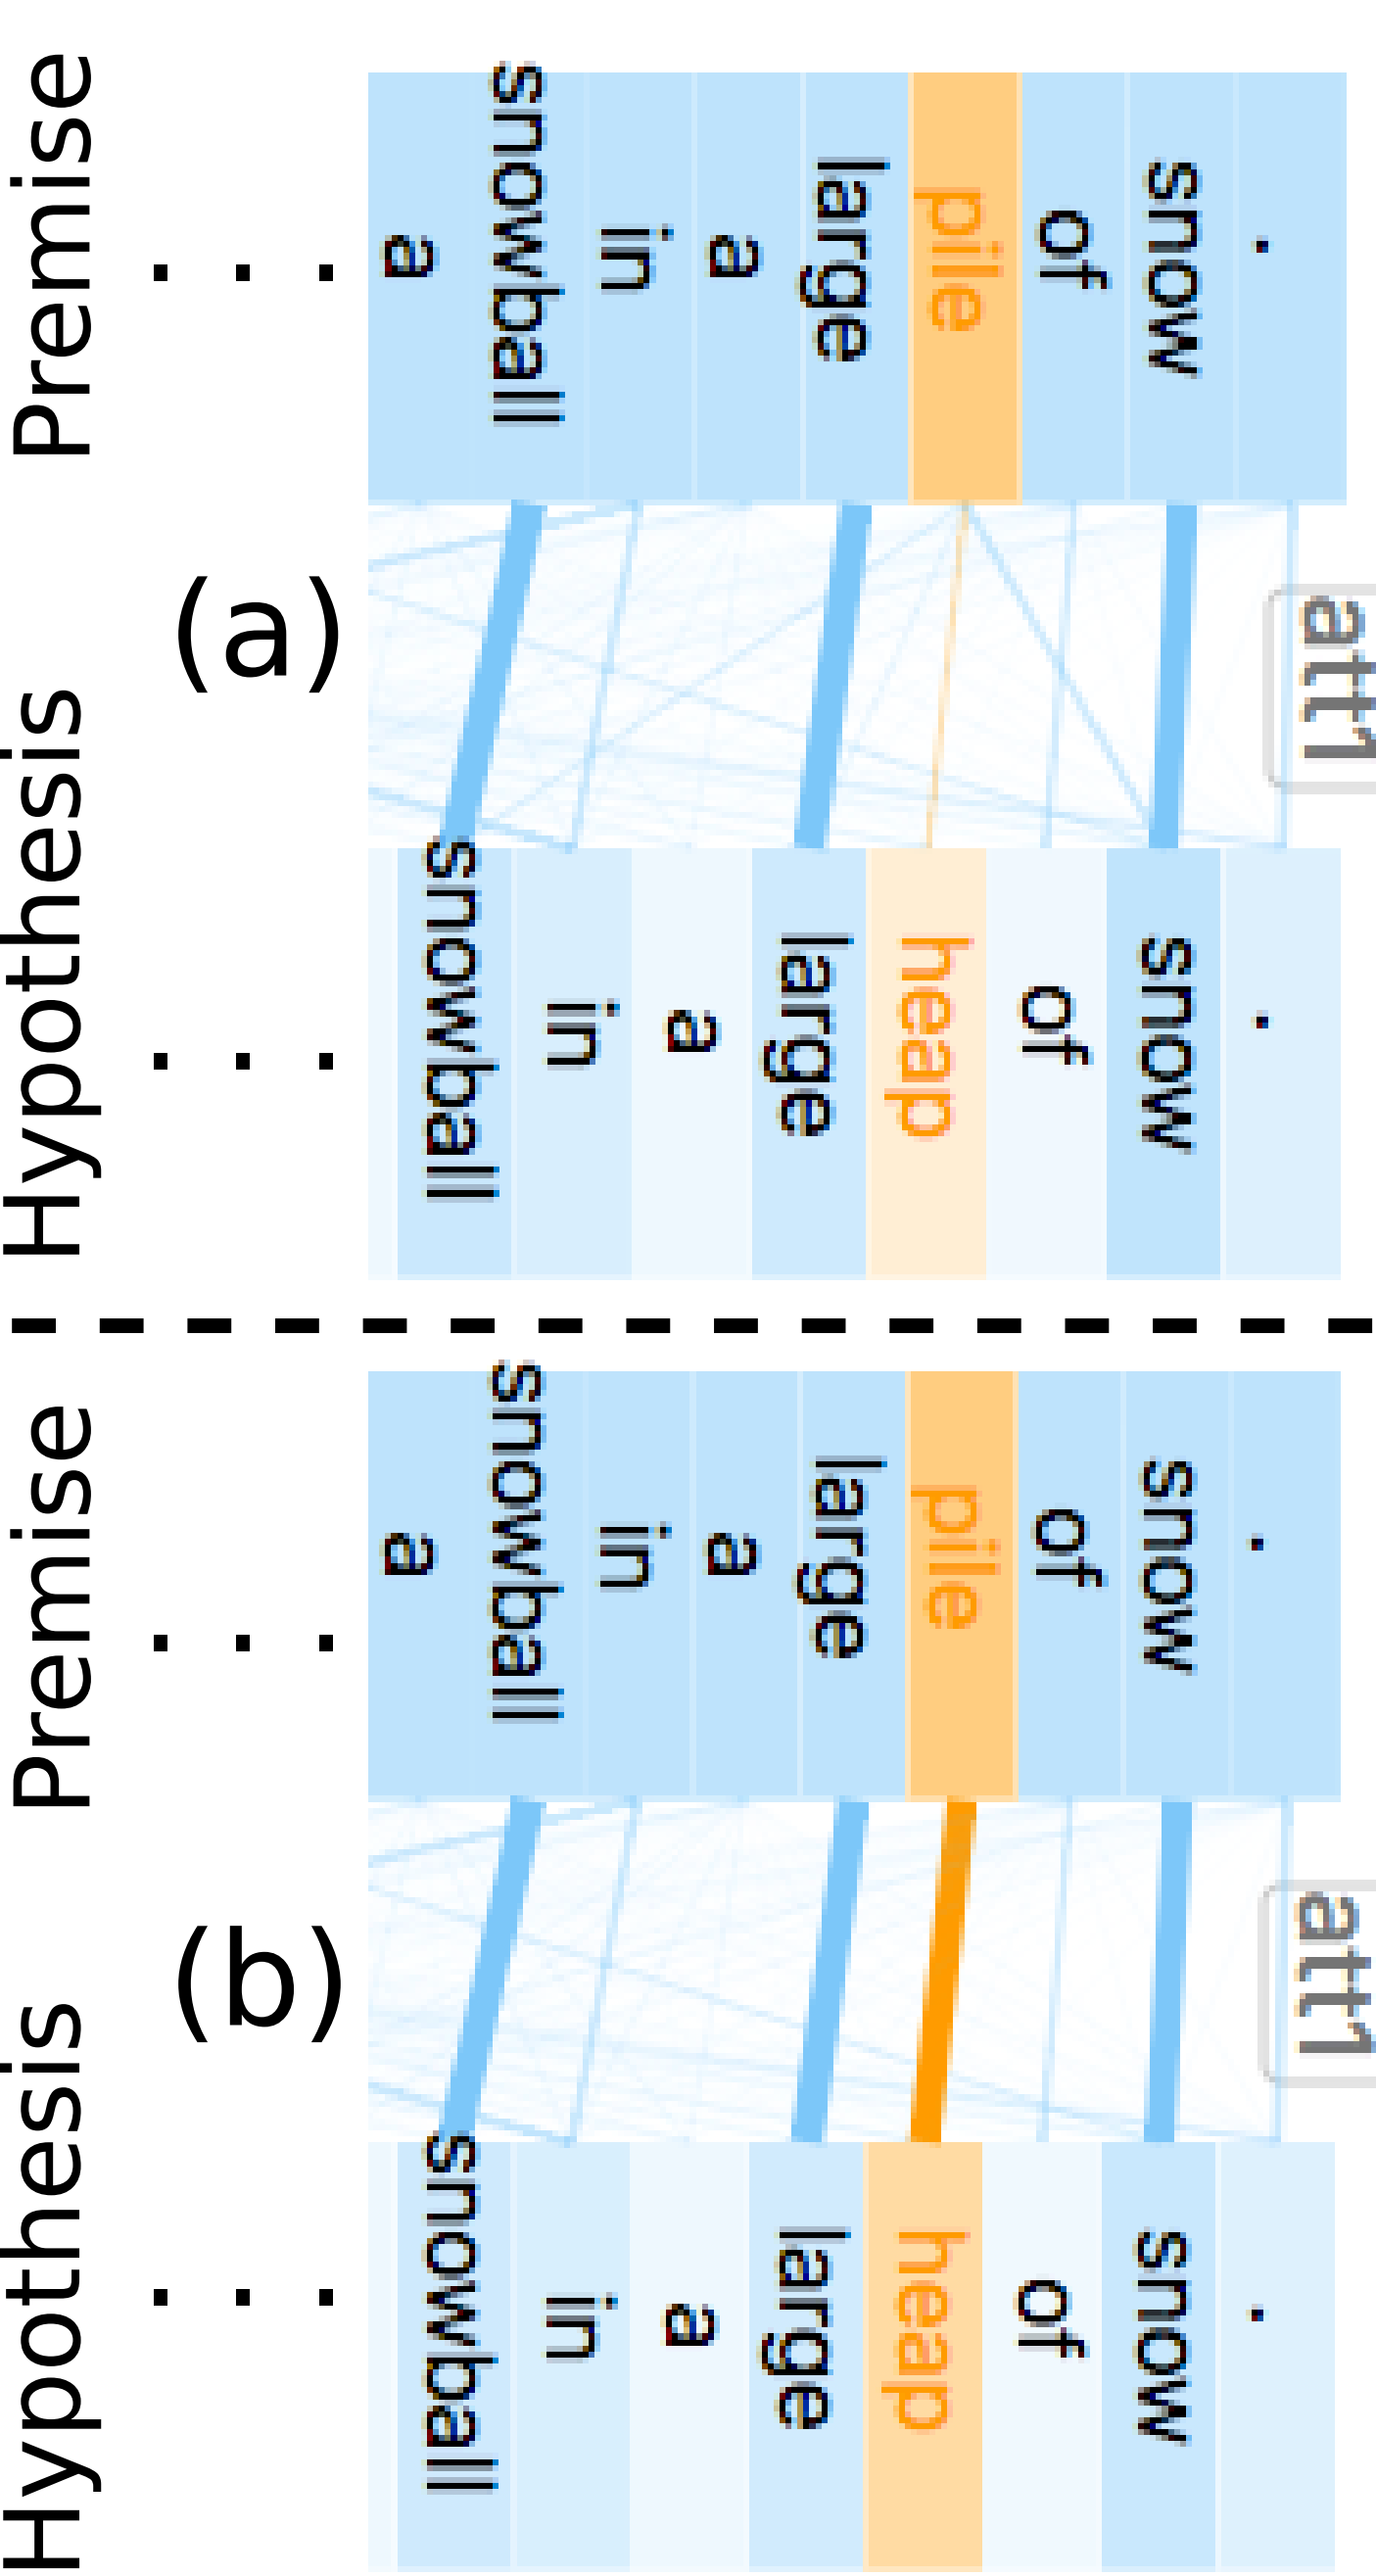 Premise
. . . a snowball in a large pile of snow .
(a)
att1
Hypothesis
. . . snowball in a large heap of snow .
Premise
. . . a snowball in a large pile of snow .
(b)
att1
Hypothesis
. . . snowball in a large heap of snow .